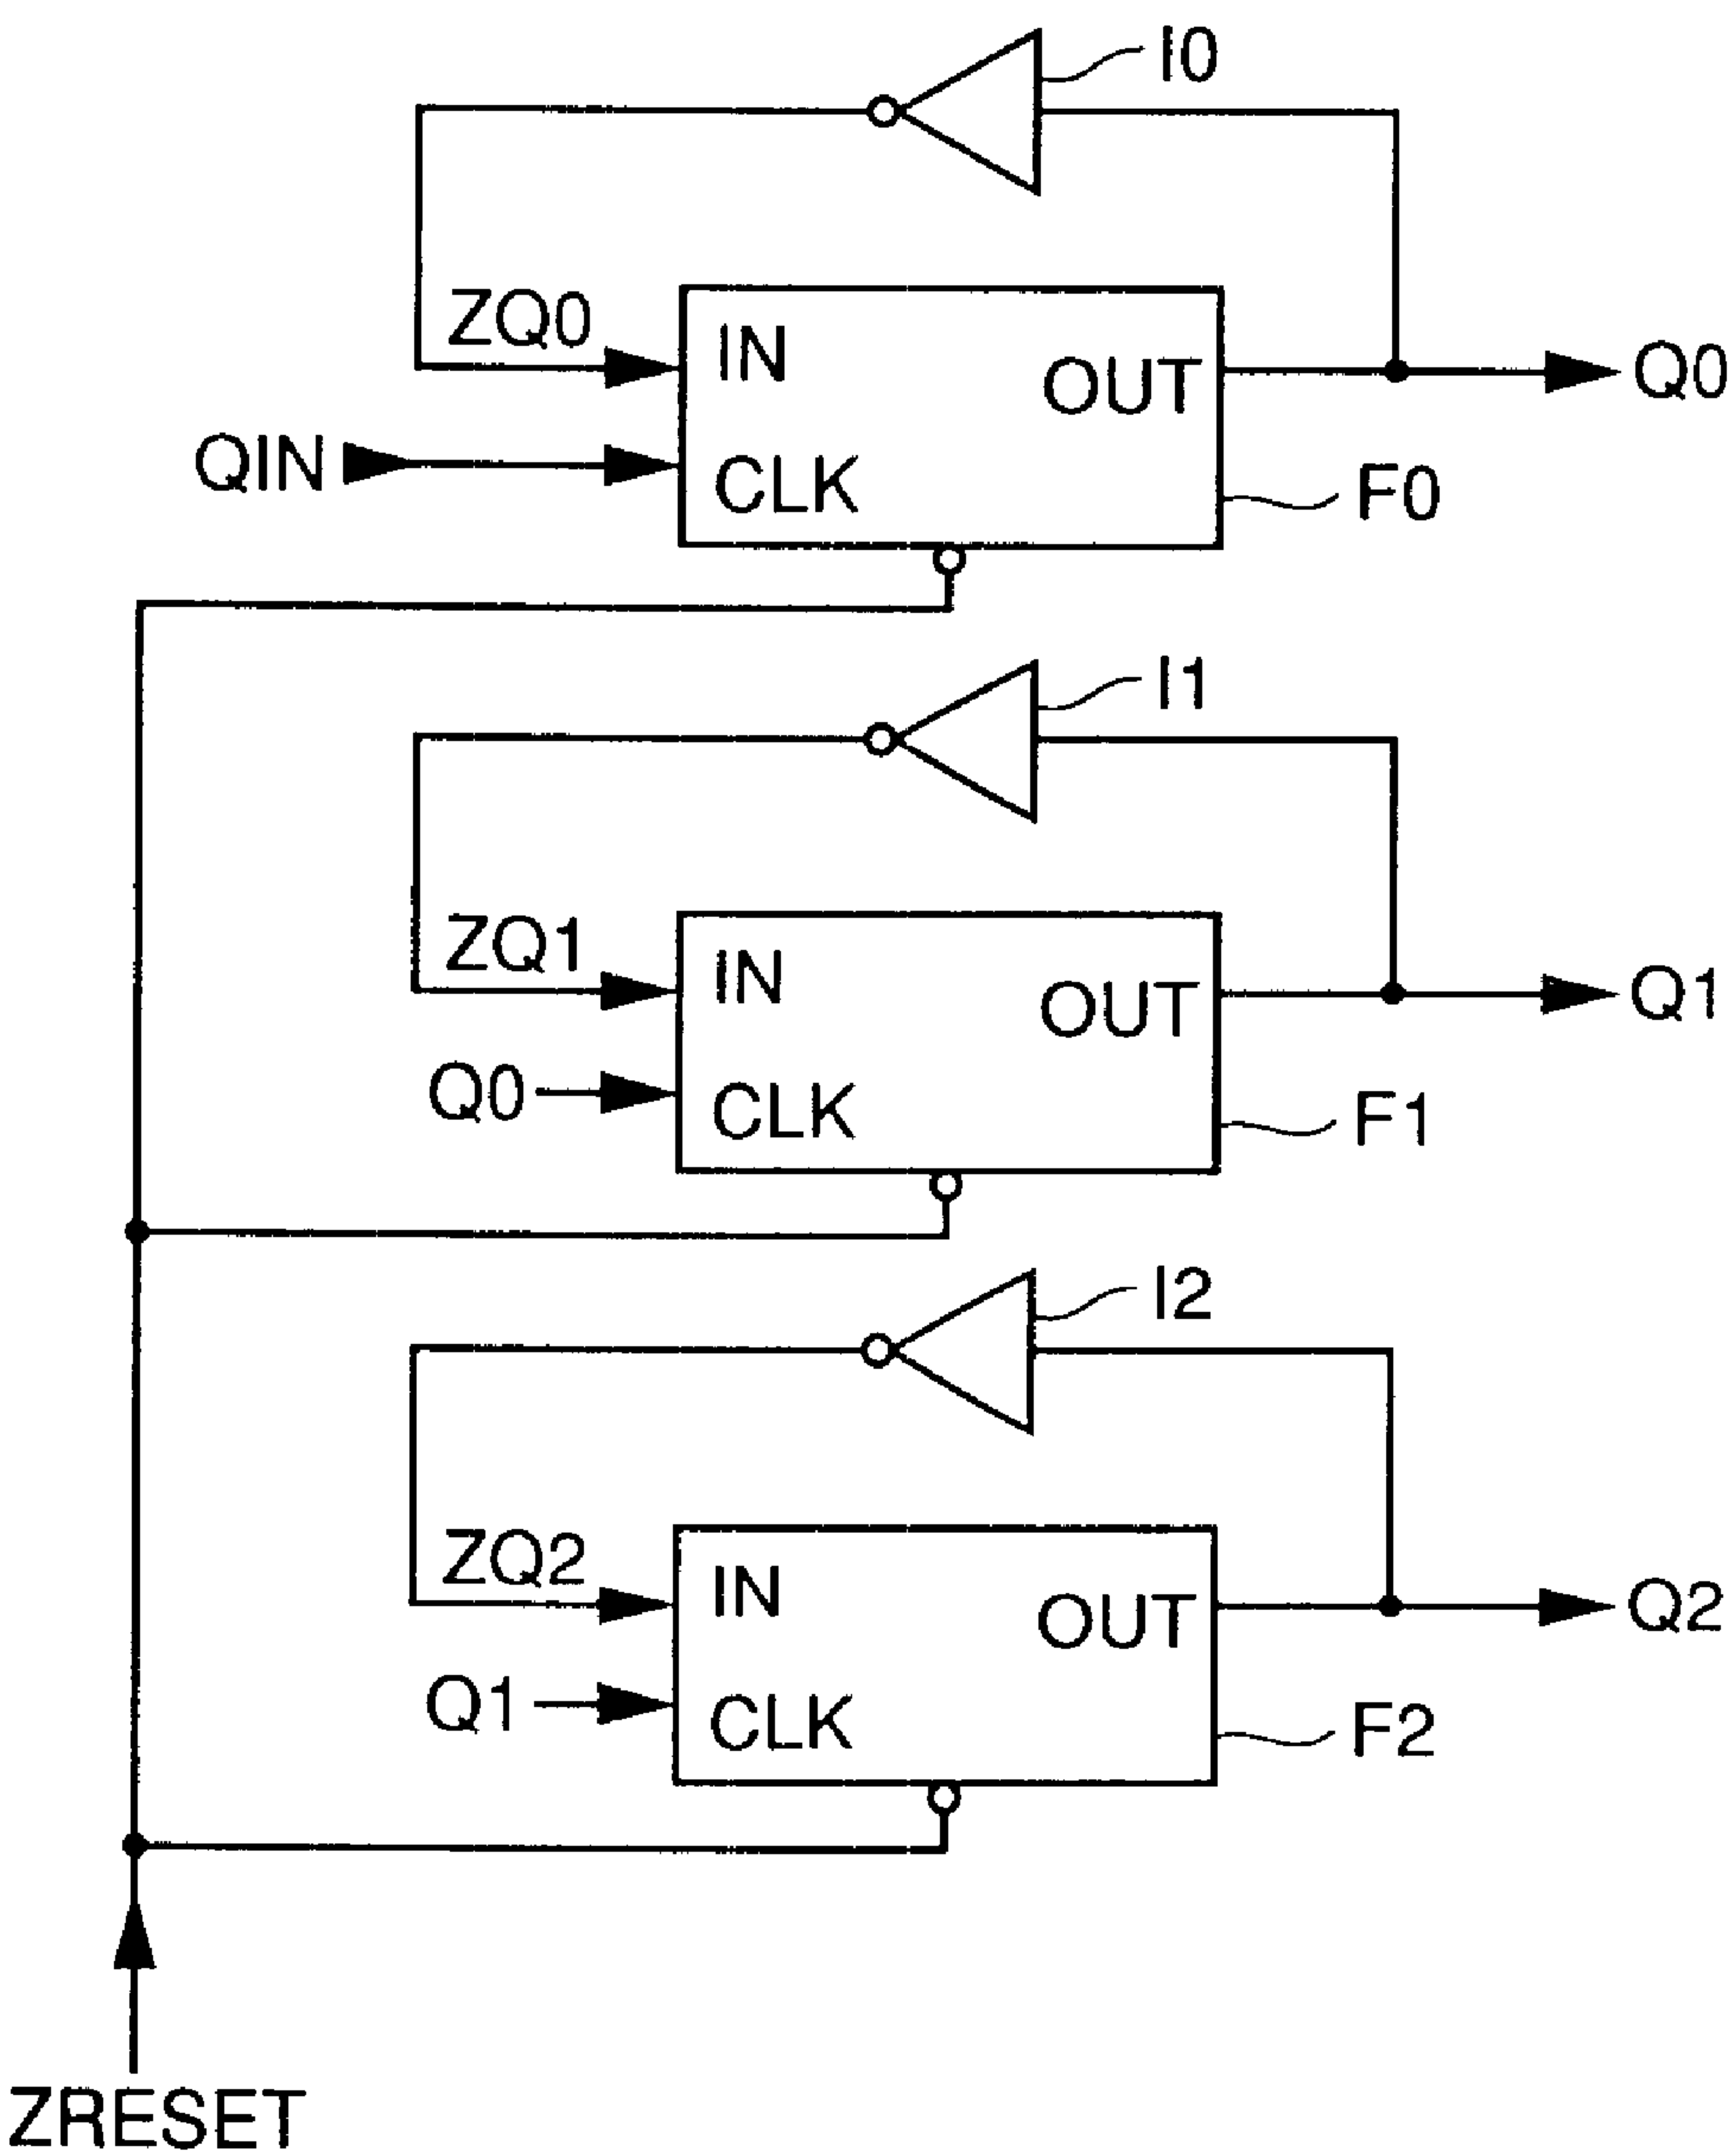 I0
ZQ0
IN
OUT
Q0
QIN
CLK
F0
I1
ZQ1
IN
OUT
Q1
Q0
CLK
F1
I2
ZQ2
IN
OUT
Q2
Q1
CLK
F2
ZRESET